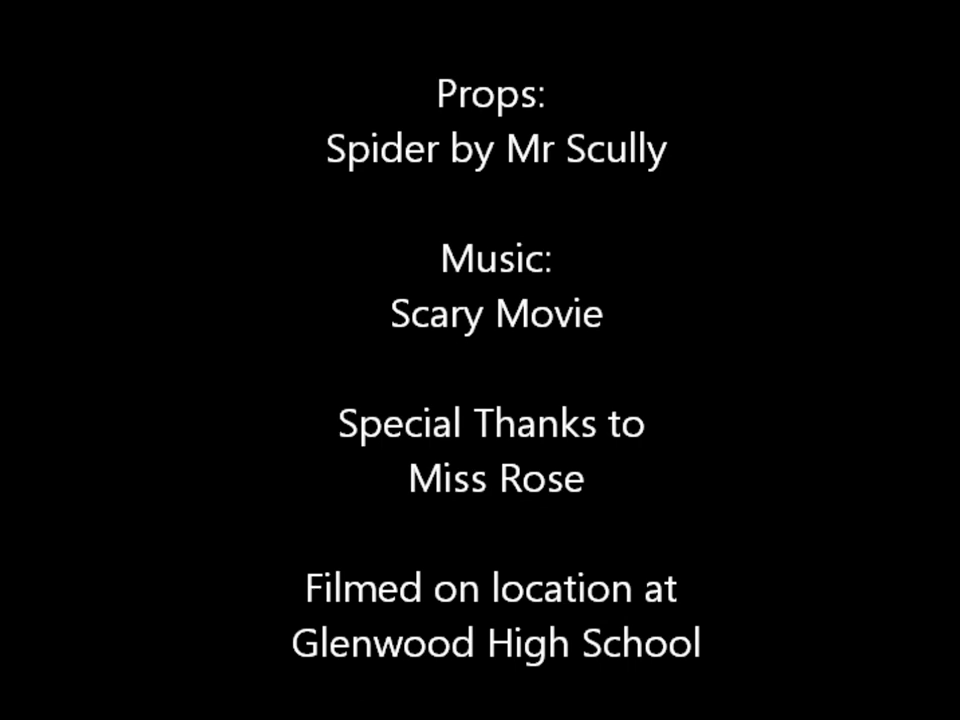 Props:
Spider by Mr Scully
Music:
Scary Movie
Special Thanks to
Miss Rose
Filmed on location at
Glenwood High School